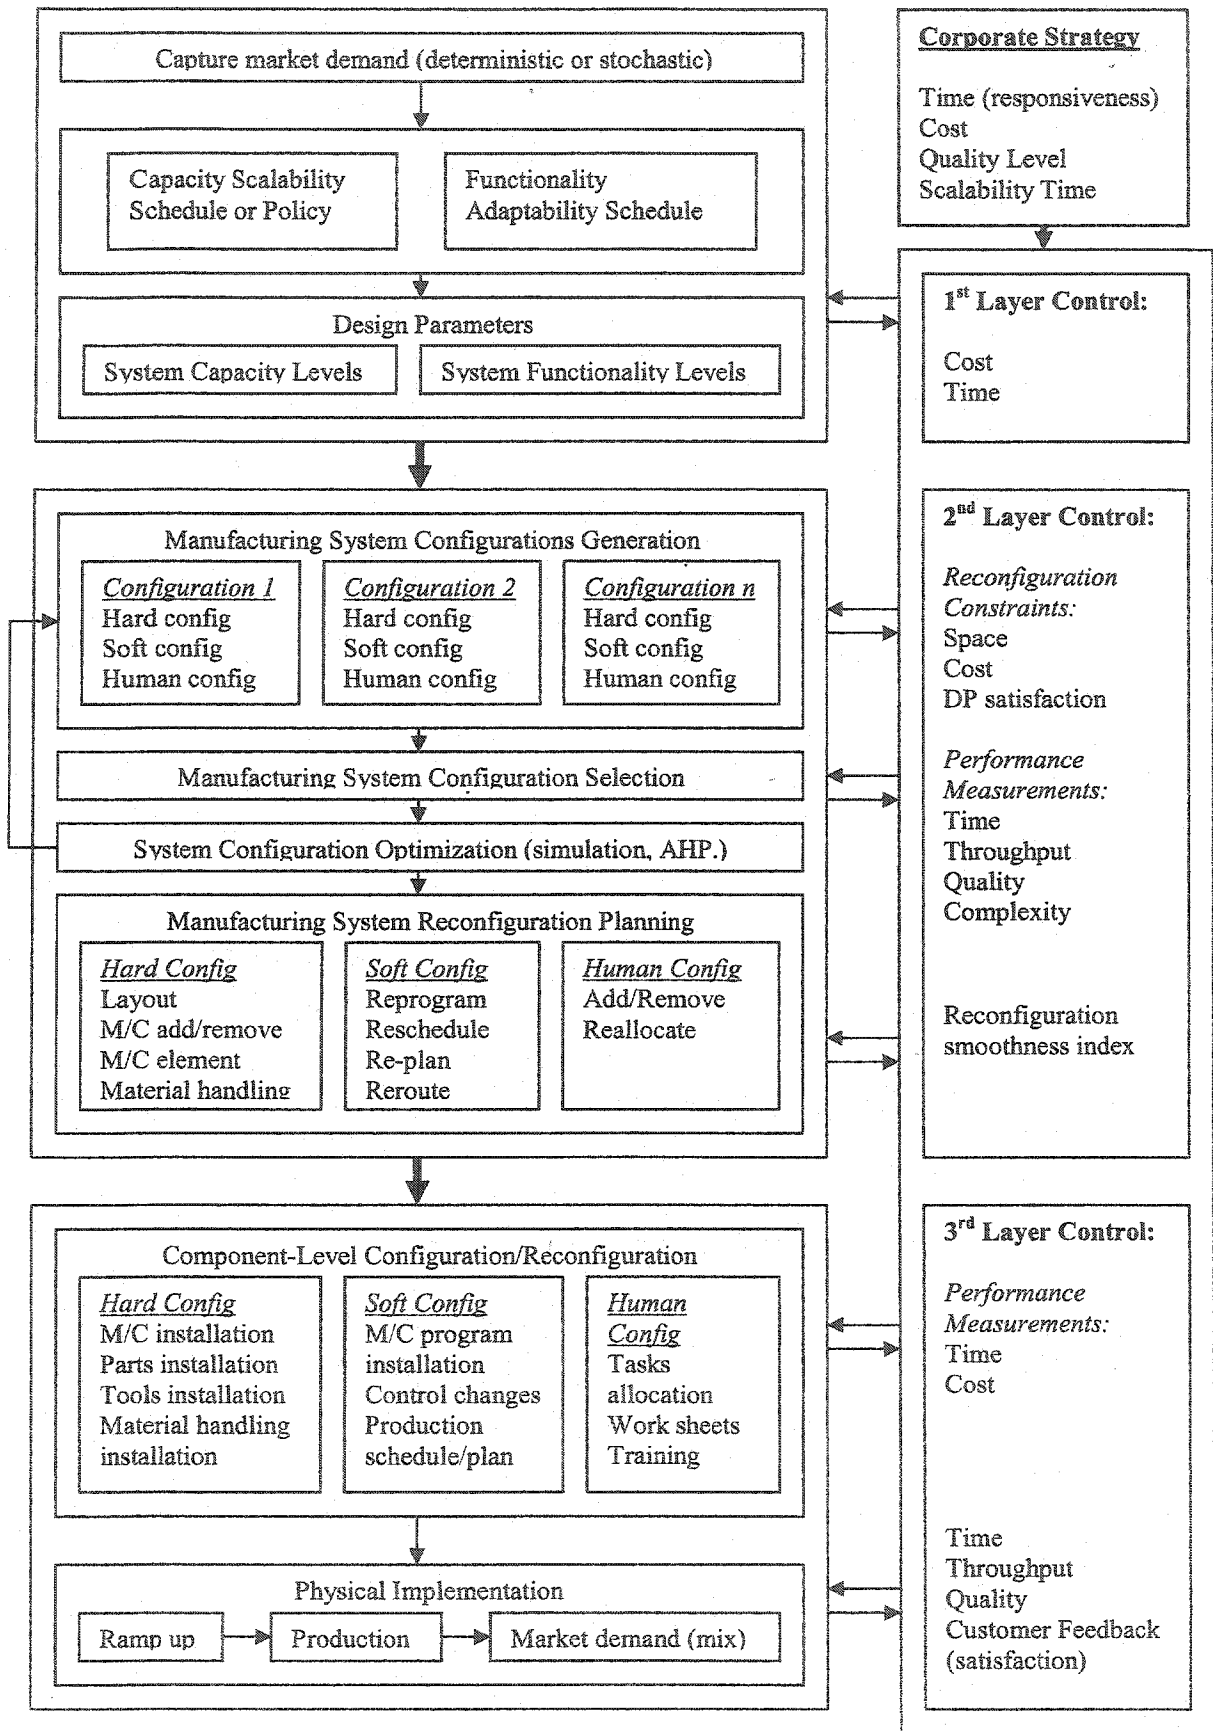 Capture market demand (deterministic or stochastic)
Capacity Scalability
Schedule or Policy
Functionality
Adaptability Schedule
Design Parameters
System Capacity Levels
System Functionality Levels
Manufacturing System Configurations Generation
Configuration 1
Hard config
Soft config
Human config
Configuration 2
Hard config
Soft config
Human config
Configuration n
Hard config
Soft config
Human config
Manufacturing System Configuration Selection
System Configuration Optimization (simulation, AHP.)
Manufacturing System Reconfiguration Planning
Hard Config
Layout
M/C add/remove
M/C element
Material handling
Soft Config
Reprogram
Reschedule
Re-plan
Reroute
Human Config
Add/Remove
Reallocate
Component-Level Configuration/Reconfiguration
Hard Config
M/C installation
Parts installation
Tools installation
Material handling
installation
Soft Config
M/C program
installation
Control changes
Production
schedule/plan
Human
Config
Tasks
allocation
Work sheets
Training
Physical Implementation
Ramp up
Production
Market demand (mix)
Corporate Strategy
Time (responsiveness)
Cost
Quality Level
Scalability Time
1st Layer Control:
Cost
Time
2nd Layer Control:
Reconfiguration
Constraints:
Space
Cost
DP satisfaction
Performance
Measurements:
Time
Throughput
Quality
Complexity
Reconfiguration
smoothness index
3rd Layer Control:
Performance
Measurements:
Time
Cost
Time
Throughput
Quality
Customer Feedback
(satisfaction)